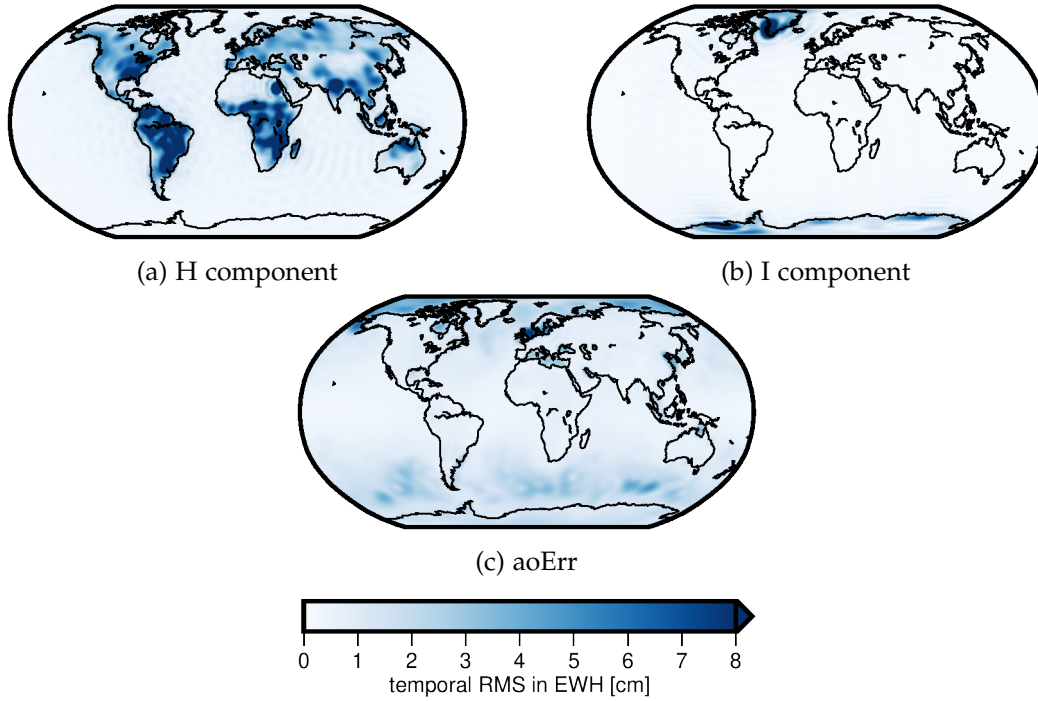 (a) H component
(b) I component
(c) aoErr
0 1 2 3 4 5 6 7 8
temporal RMS in EWH [cm]